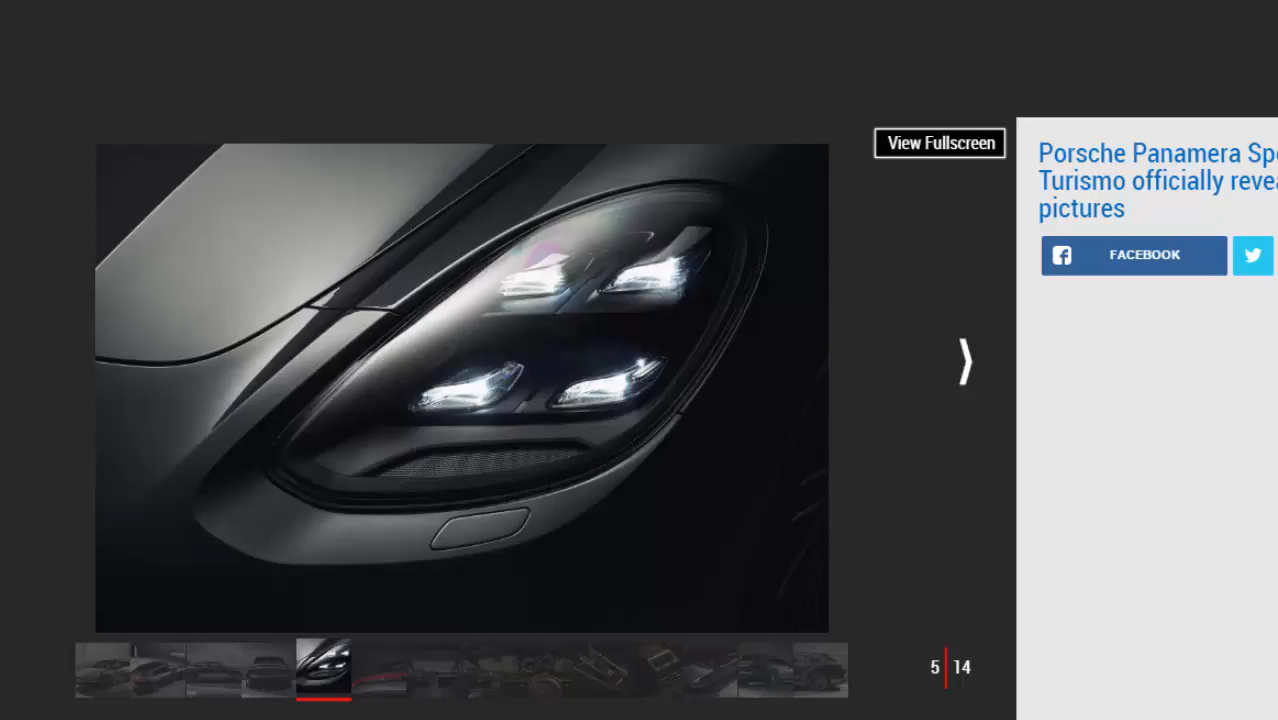 View Fullscreen
Porsche Panamera Spo
Turismo officially revea
pictures
FACEBOOK
5 14